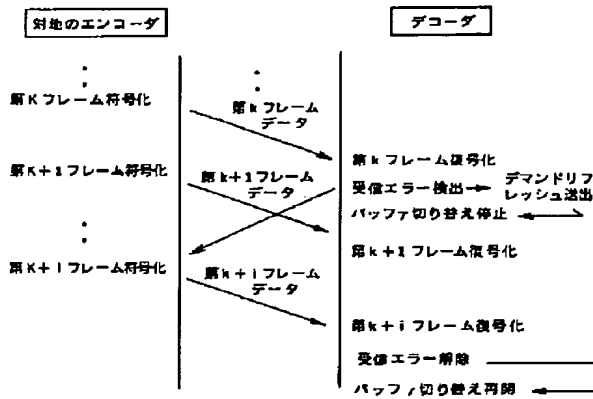 対地のエンコーダ
デコーダ
第Kフレーム符号化
第kフレーム
データ
第kフレーム復号化
第K+1フレーム符号化
第k+1フレーム
データ
受信エラー検出
デマンドリフ
レッシュ送出
バッファ切り替え停止
第k+1フレーム復号化
第K+iフレーム符号化
第k+iフレーム
データ
第k+iフレーム復号化
受信エラー解除
バッファ切り替え再開